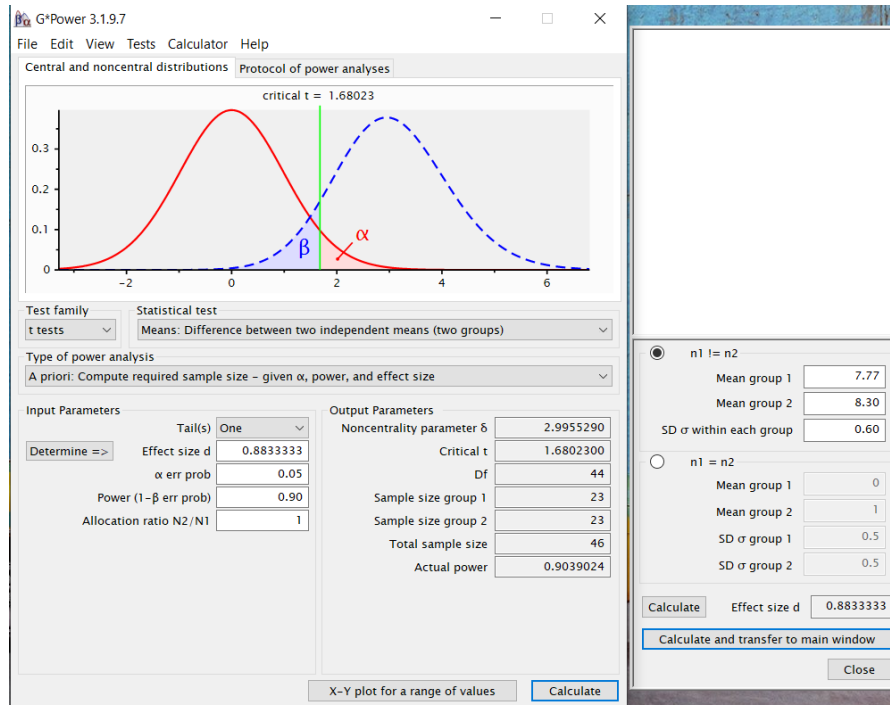 G*Power 3.1.9.7
File Edit View Tests Calculator Help
Central and noncentral distributions Protocol of power analyses
critical t = 1.68023
0.3
0.2
0.1
0
β
α
-2 0 2 4 6
Test family
t tests
Statistical test
Means: Difference between two independent means (two groups)
Type of power analysis
A priori: Compute required sample size – given α, power, and effect size
Input Parameters
Tail(s) One
Determine => Effect size d 0.8833333
α err prob 0.05
Power (1-β err prob) 0.90
Allocation ratio N2/N1 1
Output Parameters
Noncentrality parameter δ 2.9955290
Critical t 1.6802300
Df 44
Sample size group 1 23
Sample size group 2 23
Total sample size 46
Actual power 0.9039024
X-Y plot for a range of values Calculate
n1 != n2
Mean group 1 7.77
Mean group 2 8.30
SD σ within each group 0.60
n1 = n2
Mean group 1 0
Mean group 2 1
SD σ group 1 0.5
SD σ group 2 0.5
Calculate Effect size d 0.8833333
Calculate and transfer to main window
Close